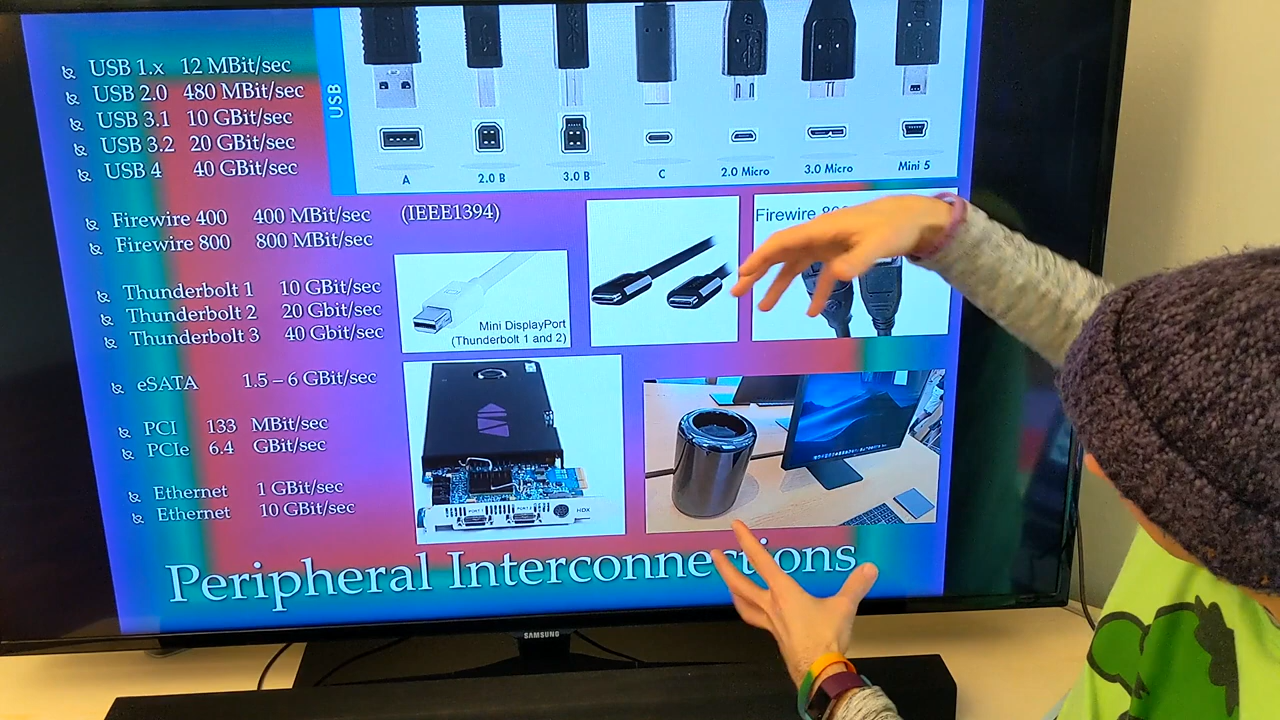 USB 1.x 12 MBit/sec
USB 2.0 480 MBit/sec
USB 3.1 10 GBit/sec
USB 3.2 20 GBit/sec
USB 4 40 GBit/sec
USB
A 2.0 B 3.0 B C 2.0 Micro 3.0 Micro Mini 5
Firewire 400 400 MBit/sec (IEEE1394)
Firewire 800 800 MBit/sec
Firewire
Thunderbolt 1 10 GBit/sec
Thunderbolt 2 20 Gbit/sec
Thunderbolt 3 40 Gbit/sec
Mini DisplayPort
(Thunderbolt 1 and 2)
eSATA 1.5 – 6 GBit/sec
PCI 133 MBit/sec
PCIe 6.4 GBit/sec
Ethernet 1 GBit/sec
Ethernet 10 GBit/sec
PORT 1 PORT 2 HDX
Peripheral Interconnections
SAMSUNG